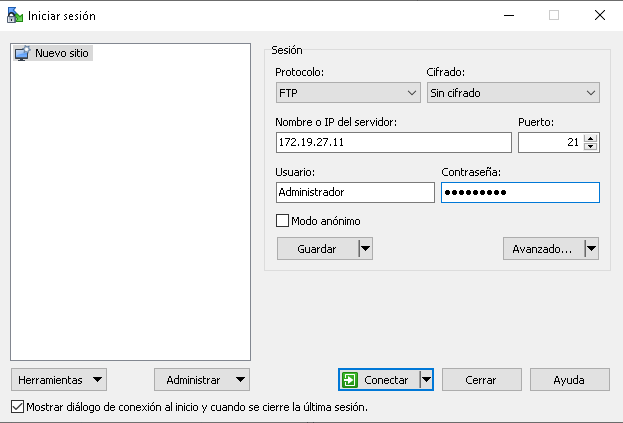 Iniciar sesión
Nuevo sitio
Sesión
Protocolo: Cifrado:
FTP Sin cifrado
Nombre o IP del servidor: Puerto:
172.19.27.11 21
Usuario: Contraseña:
Administrador •••••••••
Modo anónimo
Guardar Avanzado...
Herramientas Administrar Conectar Cerrar Ayuda
Mostrar diálogo de conexión al inicio y cuando se cierre la última sesión.